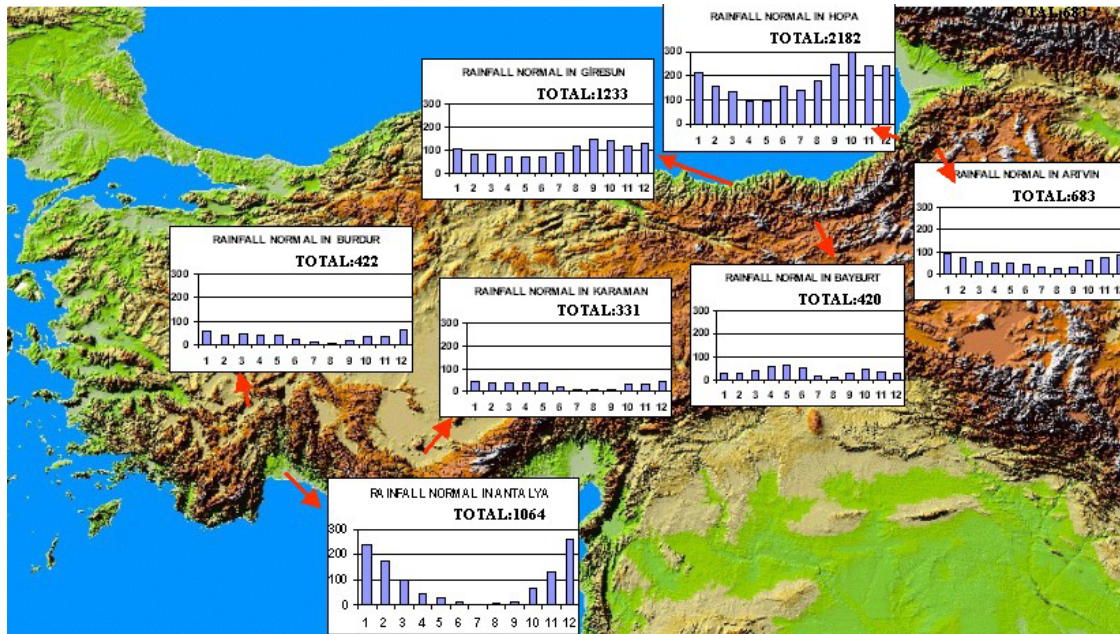 TOTAL:683
RAINFALL NORMAL IN HOPA
TOTAL:2182
300
200
100
0
1 2 3 4 5 6 7 8 9 10 11 12
RAINFALL NORMAL IN GİRESUN
TOTAL:1233
300
200
100
0
1 2 3 4 5 6 7 8 9 10 11 12
RAINFALL NORMAL IN ARTVIN
TOTAL:683
300
200
100
0
1 2 3 4 5 6 7 8 9 10 11 12
RAINFALL NORMAL IN BURDUR
TOTAL:422
300
200
100
0
1 2 3 4 5 6 7 8 9 10 11 12
RAINFALL NORMAL IN KARAMAN
TOTAL:331
300
200
100
0
1 2 3 4 5 6 7 8 9 10 11 12
RAINFALL NORMAL IN BAYBURT
TOTAL:420
300
200
100
0
1 2 3 4 5 6 7 8 9 10 11 12
RAINFALL NORMAL IN ANTALYA
TOTAL:1064
300
200
100
0
1 2 3 4 5 6 7 8 9 10 11 12